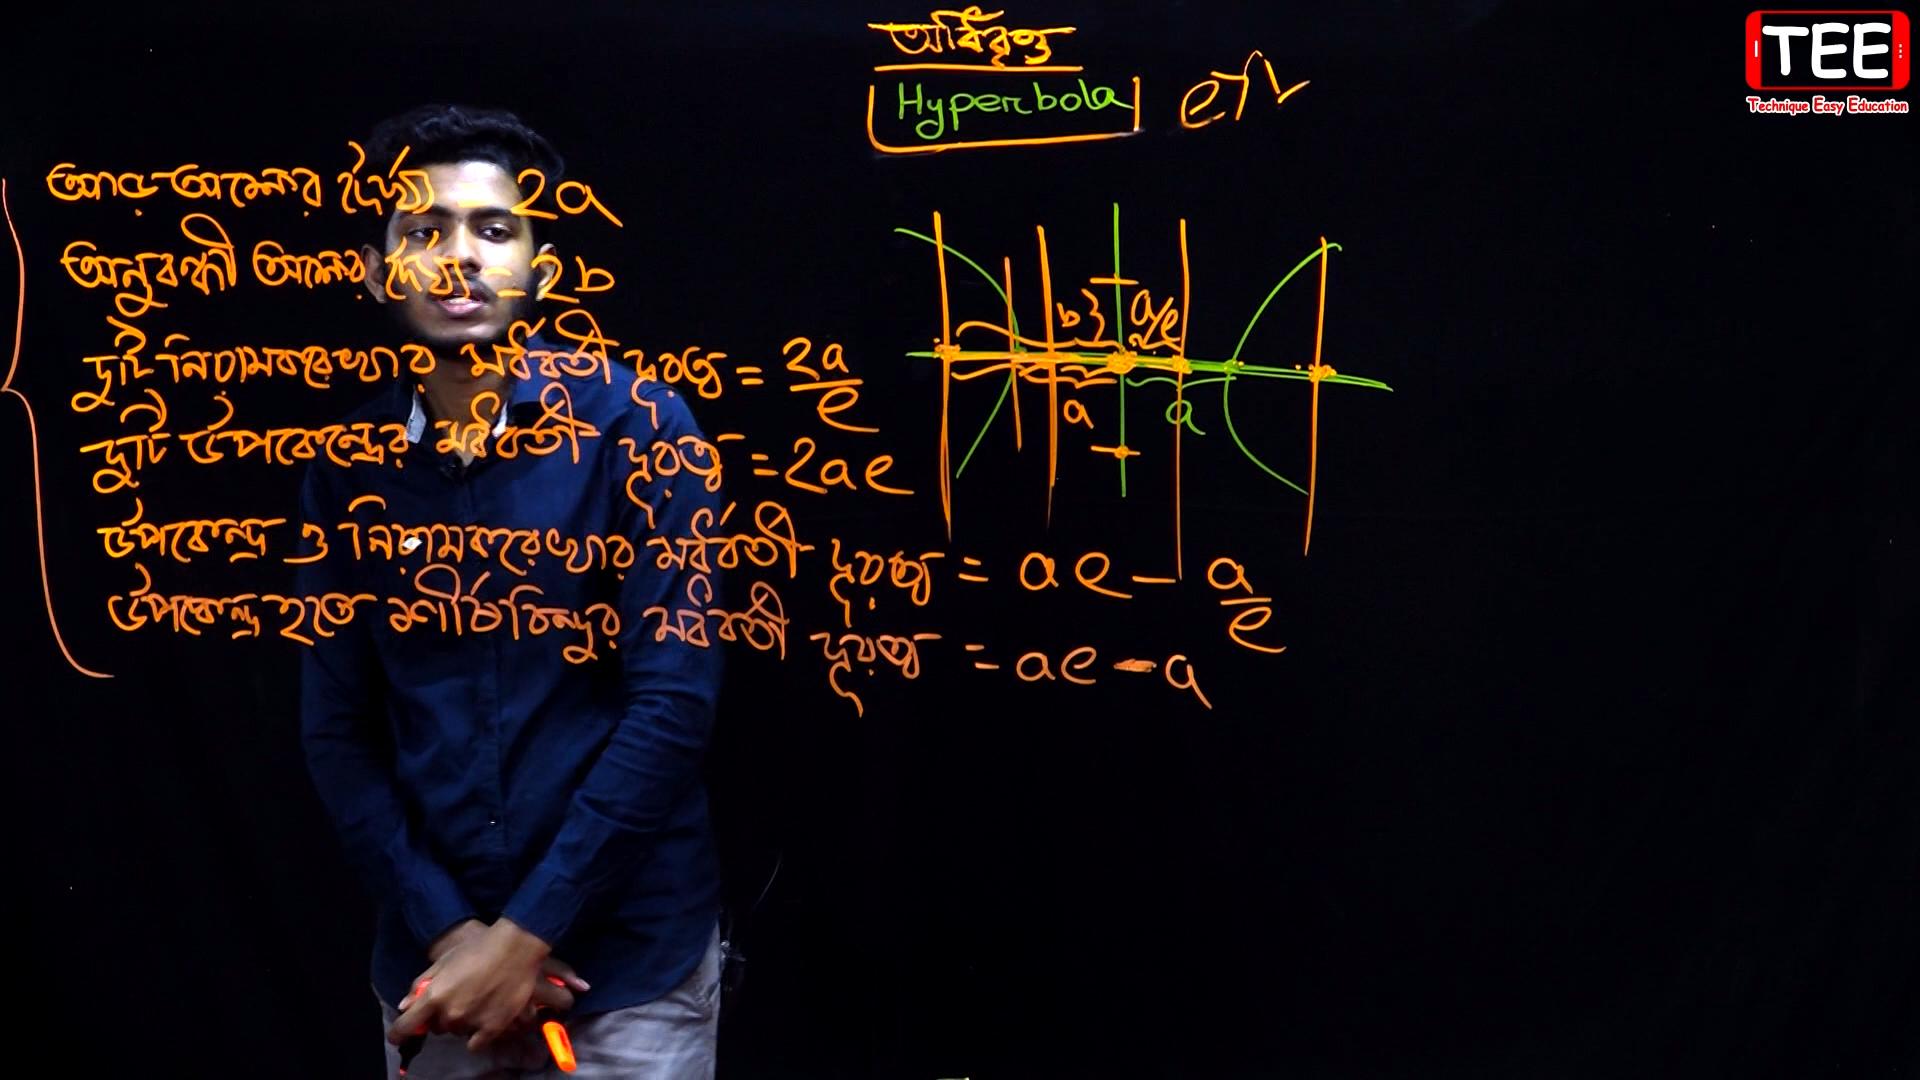 অধিবৃত্ত
Hyperbola e>1
TEE
Technique Easy Education
আড় অক্ষের দৈর্ঘ্য = 2a
অনুবন্ধী অক্ষের দৈর্ঘ্য = 2b
দুটি নিয়ামকরেখার মধ্যবর্তী দূরত্ব = 2a/e
দুটি উপকেন্দ্রের মধ্যবর্তী দূরত্ব = 2ae
উপকেন্দ্র ও নিয়ামকরেখার মধ্যবর্তী দূরত্ব = ae - a/e
উপকেন্দ্র হতে শীর্ষবিন্দুর মধ্যবর্তী দূরত্ব = ae - a
b a/e
a a